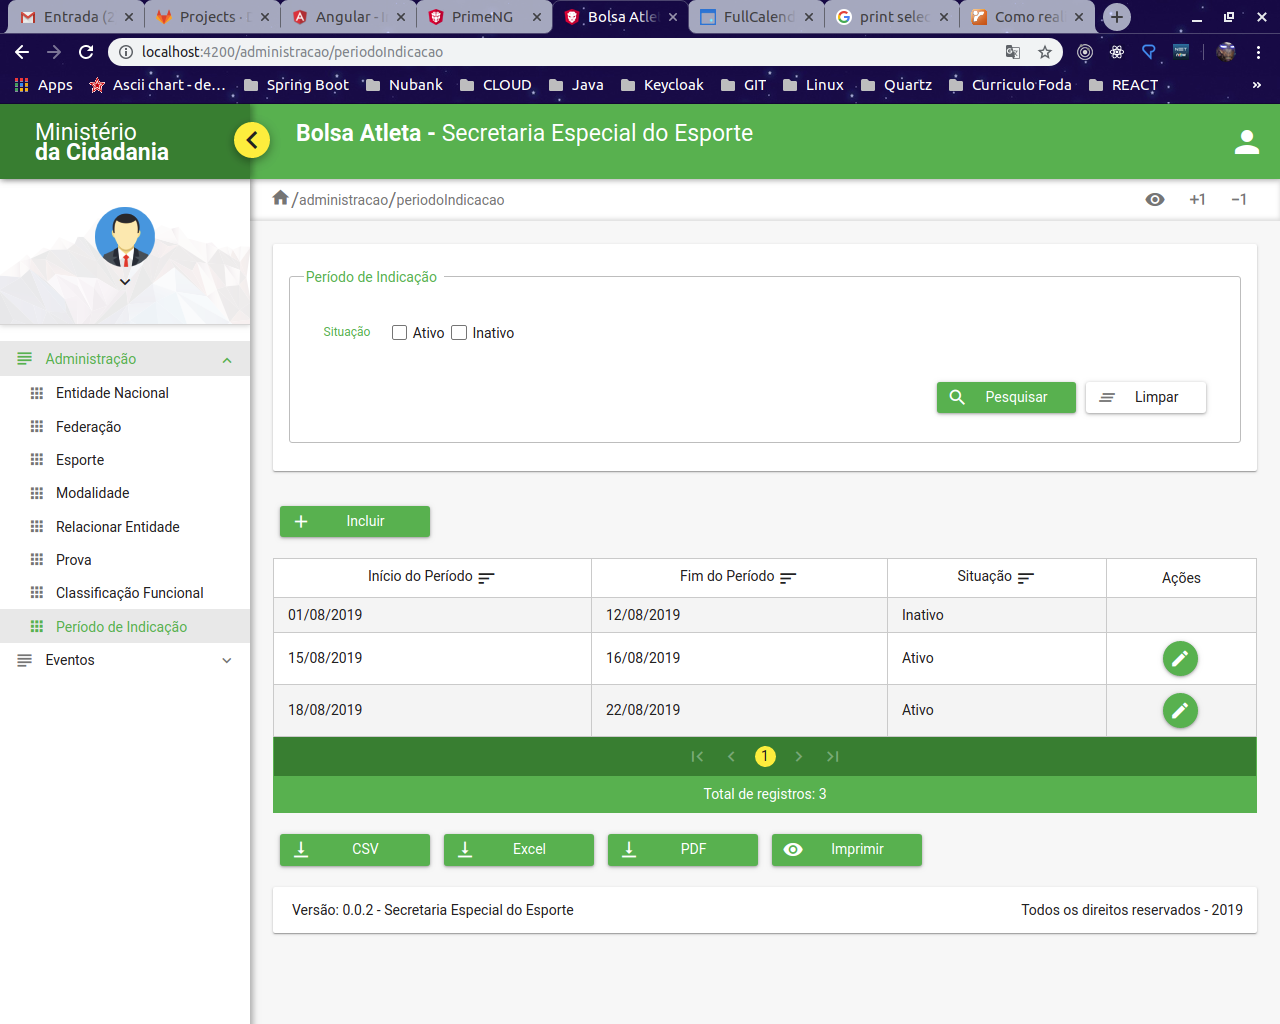 Entrada (2
Projects · D
Angular - I
PrimeNG
Bolsa Atle
FullCalend
print selec
Como real
localhost:4200/administracao/periodoIndicacao
Apps
Ascii chart - de...
Spring Boot
Nubank
CLOUD
Java
Keycloak
GIT
Linux
Quartz
Curriculo Foda
REACT
»
Ministério
da Cidadania
Bolsa Atleta - Secretaria Especial do Esporte
/administracao/periodoIndicacao
+1
-1
Administração
Entidade Nacional
Federação
Esporte
Modalidade
Relacionar Entidade
Prova
Classificação Funcional
Período de Indicação
Eventos
Período de Indicação
Situação
Ativo
Inativo
Pesquisar
Limpar
Incluir
Início do Período
Fim do Período
Situação
Ações
01/08/2019
12/08/2019
Inativo
15/08/2019
16/08/2019
Ativo
18/08/2019
22/08/2019
Ativo
1
Total de registros: 3
CSV
Excel
PDF
Imprimir
Versão: 0.0.2 - Secretaria Especial do Esporte
Todos os direitos reservados - 2019